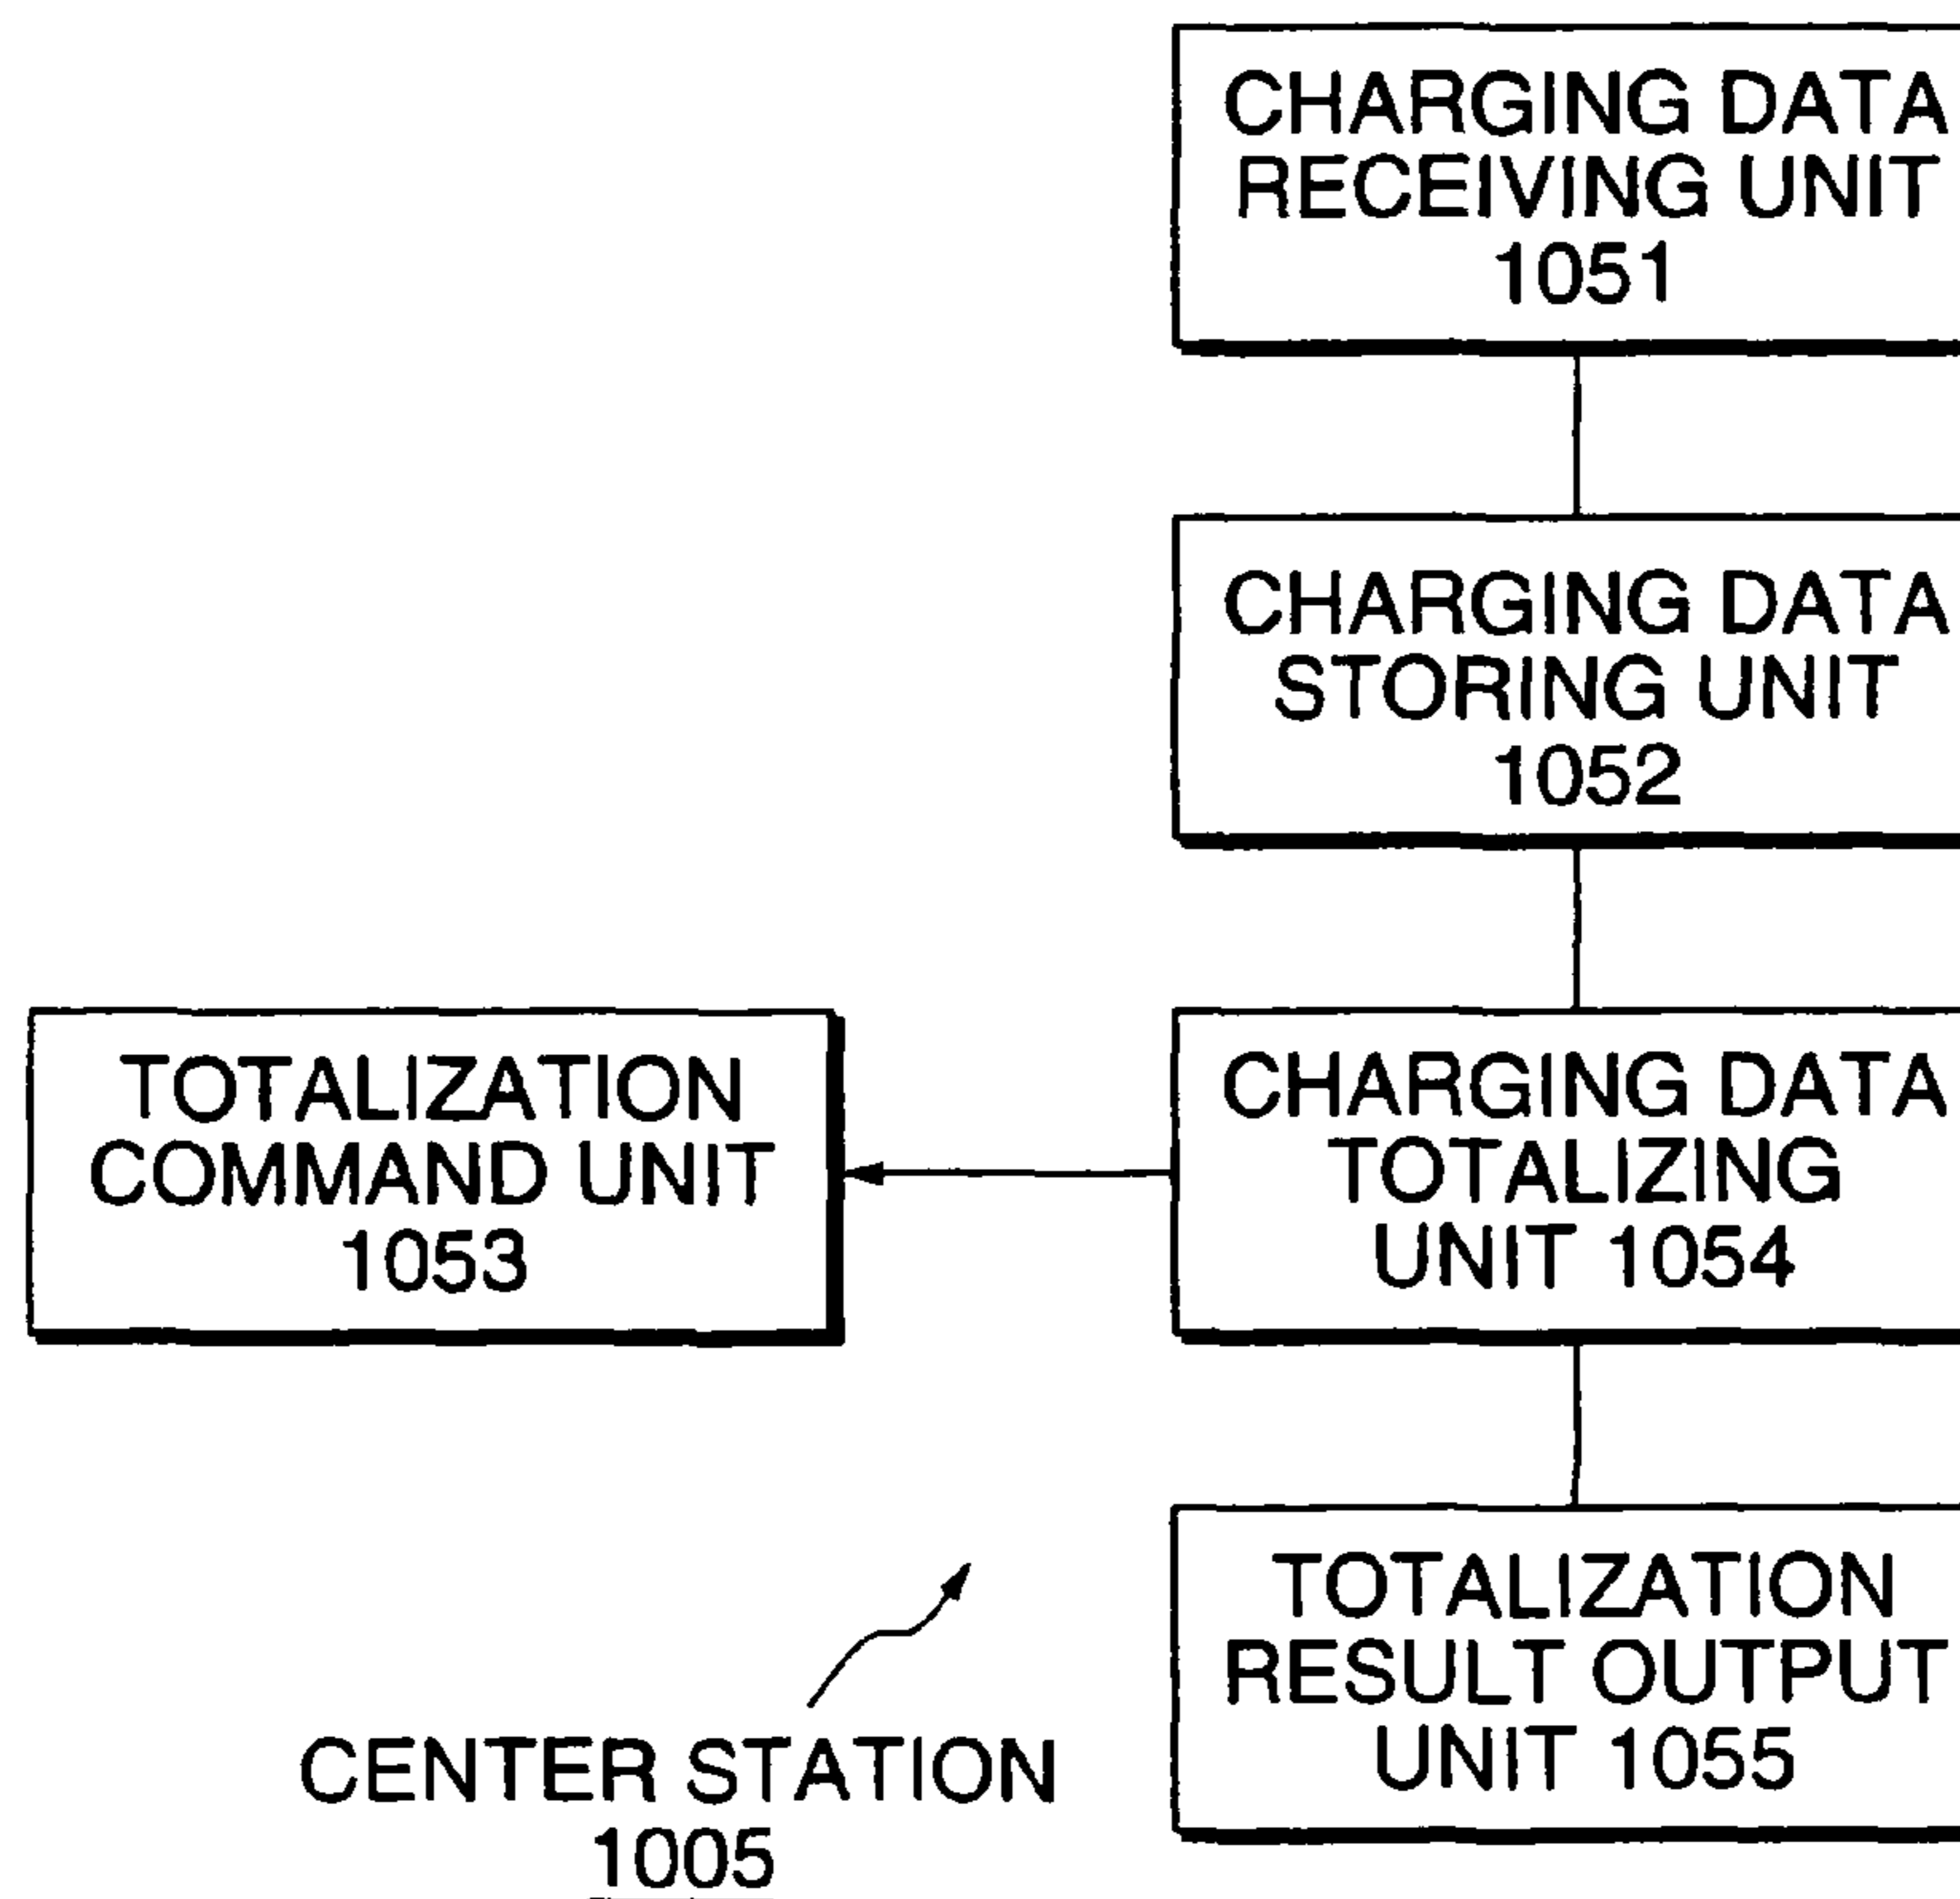 CHARGING DATA
RECEIVING UNIT
1051
CHARGING DATA
STORING UNIT
1052
TOTALIZATION
COMMAND UNIT
1053
CHARGING DATA
TOTALIZING
UNIT 1054
TOTALIZATION
RESULT OUTPUT
UNIT 1055
CENTER STATION
1005